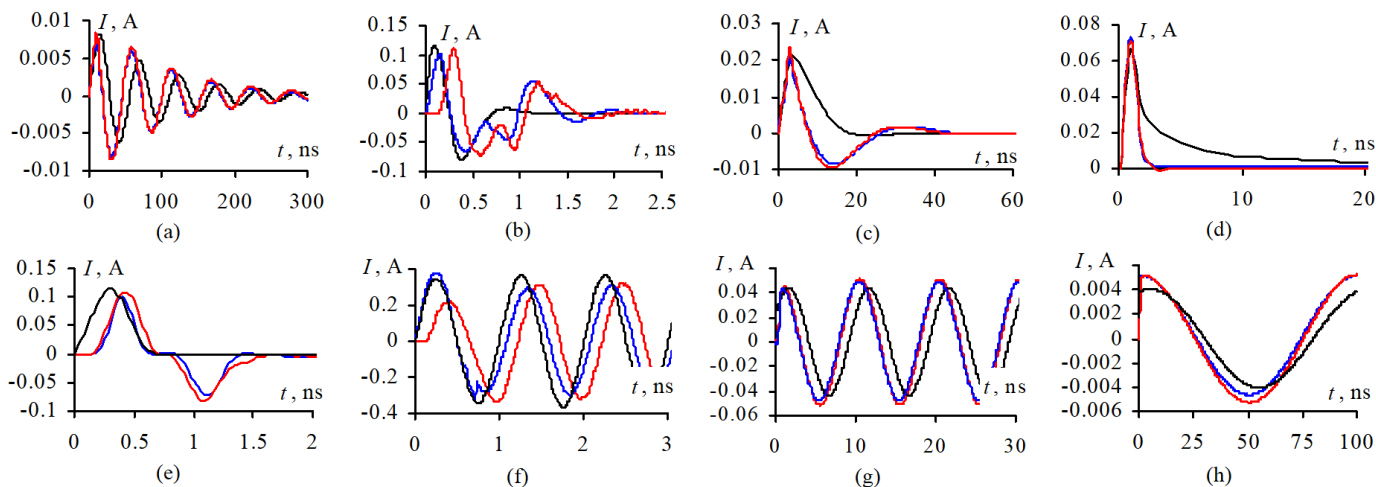 I, A
0.01
0.005
0
-0.005
-0.01
t, ns
0 100 200 300
(a)
I, A
0.15
0.10
0.05
0
-0.05
0.1
t, ns
0 0.5 1 1.5 2 2.5
(b)
I, A
0.03
0.02
0.01
0
-0.01
t, ns
0 20 40 60
(c)
I, A
0.08
0.06
0.04
0.02
0
t, ns
0 10 20
(d)
I, A
0.15
0.1
0.05
0
-0.05
-0.1
t, ns
0 0.5 1 1.5 2
(e)
I, A
0.2
0
-0.2
-0.4
t, ns
0 1 2 3
(f)
I, A
0.04
0.02
0
-0.02
-0.04
-0.06
t, ns
0 10 20 30
(g)
I, A
0.004
0.002
0
-0.002
-0.004
-0.006
t, ns
0 25 50 75 100
(h)